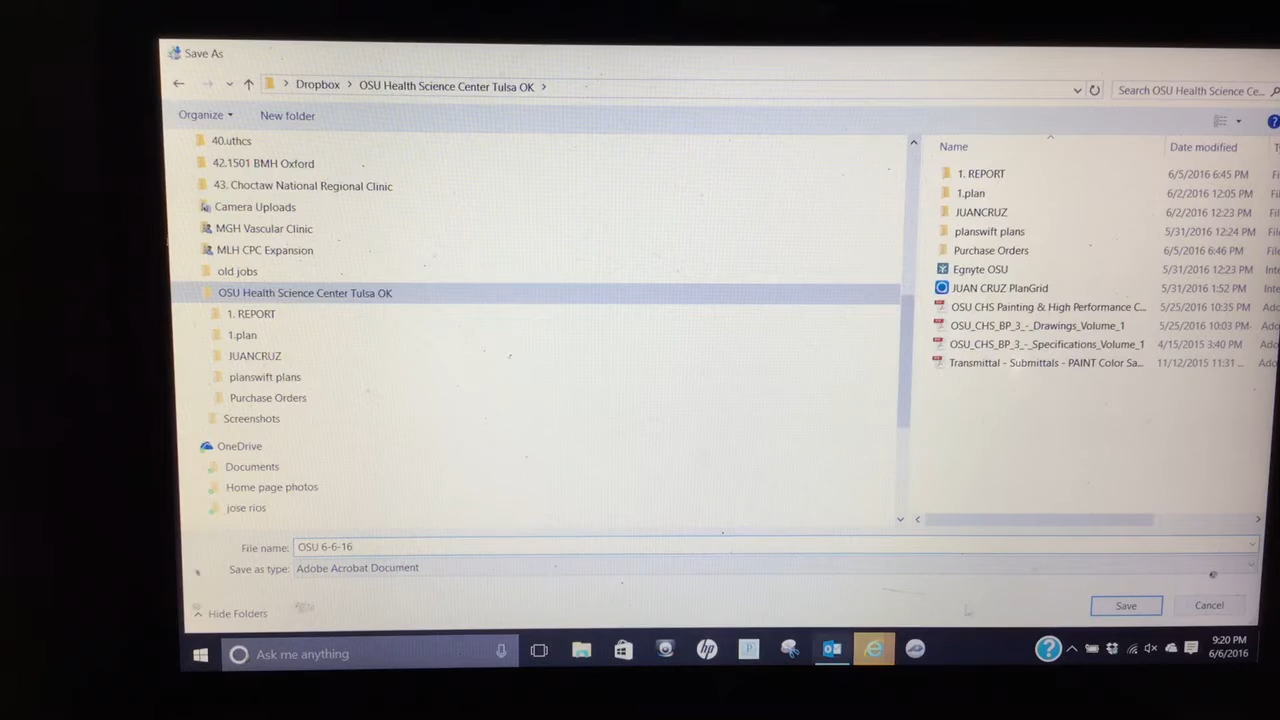 Save As
Dropbox > OSU Health Science Center Tulsa OK >
Search OSU Health Science Ce...
Organize
New folder
40.uthcs
42.1501 BMH Oxford
43. Choctaw National Regional Clinic
Camera Uploads
MGH Vascular Clinic
MLH CPC Expansion
old jobs
OSU Health Science Center Tulsa OK
1. REPORT
1.plan
JUANCRUZ
planswift plans
Purchase Orders
Screenshots
OneDrive
Documents
Home page photos
jose rios
Name Date modified
1. REPORT 6/5/2016 6:45 PM
1.plan 6/2/2016 12:05 PM
JUANCRUZ 6/2/2016 12:23 PM
planswift plans 5/31/2016 12:24 PM
Purchase Orders 6/5/2016 6:46 PM
Egnyte OSU 5/31/2016 12:23 PM
JUAN CRUZ PlanGrid 5/31/2016 1:52 PM
OSU CHS Painting & High Performance C... 5/25/2016 10:35 PM
OSU_CHS_BP_3_-_Drawings_Volume_1 5/25/2016 10:03 PM
OSU_CHS_BP_3_-_Specifications_Volume_1 4/15/2015 3:40 PM
Transmittal - Submittals - PAINT Color Sa... 11/12/2015 11:31 ...
File name: OSU 6-6-16
Save as type: Adobe Acrobat Document
Hide Folders
Save
Cancel
Ask me anything
hp
9:20 PM
6/6/2016